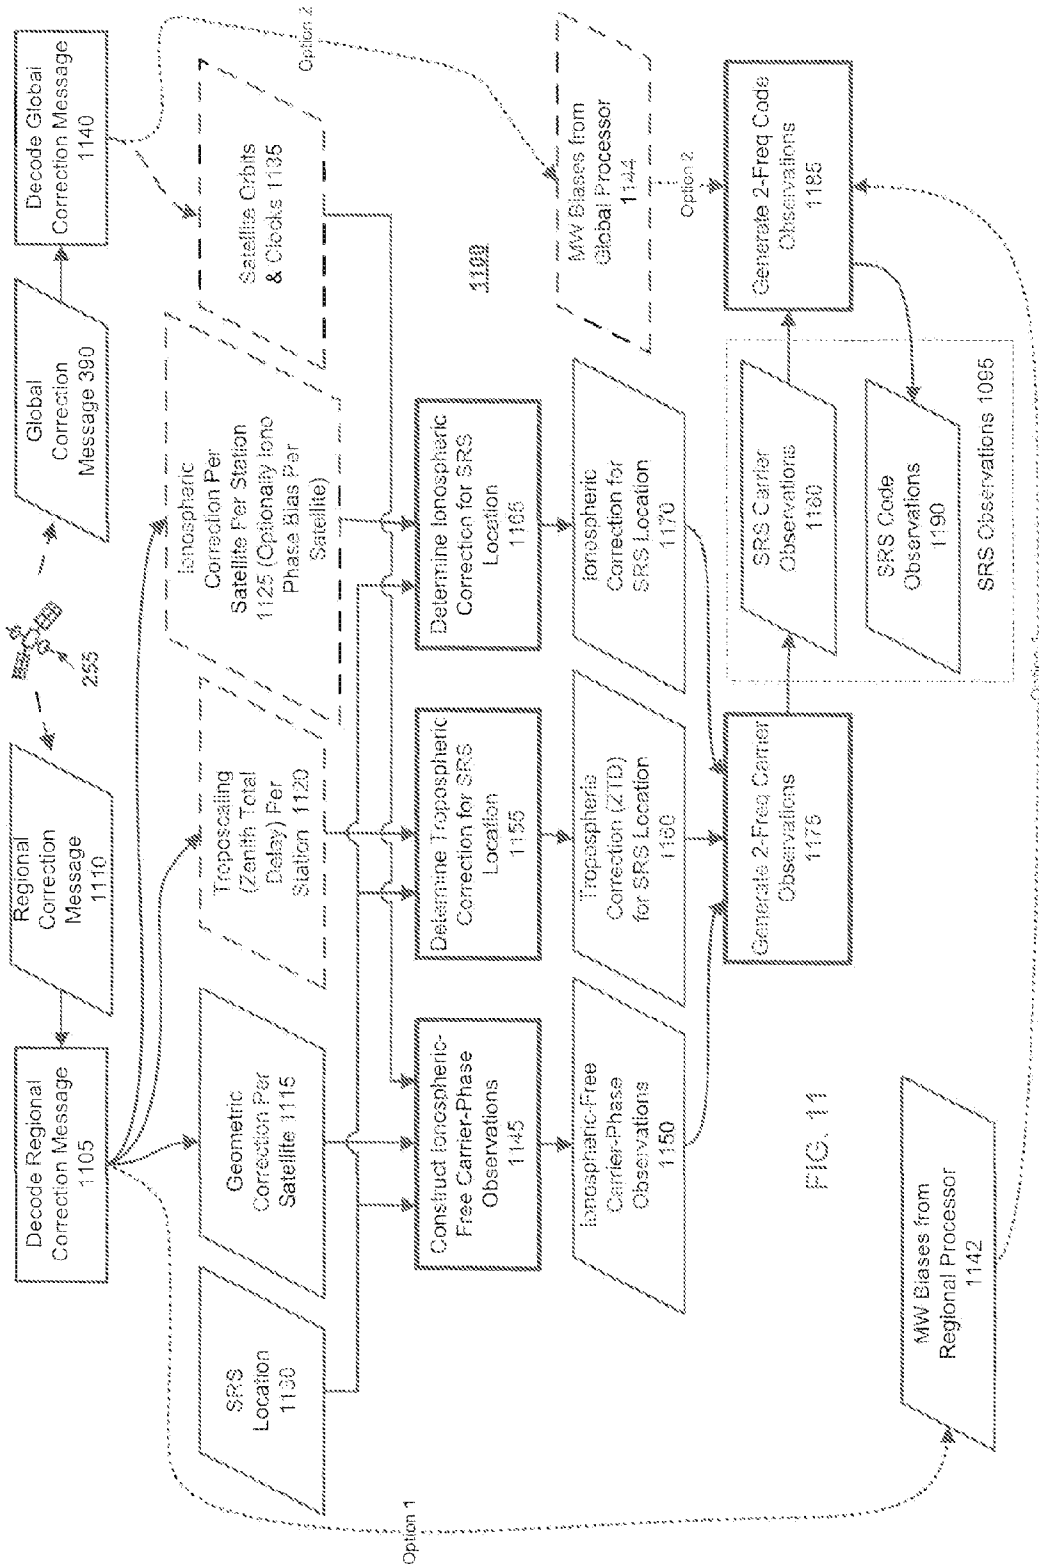 Decode Regional
Correction Message
1105
Regional
Correction
Message
1110
255
Global
Correction
Message 390
Decode Global
Correction Message
1140
SRS
Location
1130
Geometric
Correction Per
Satellite 1115
Troposcaling
(Zenith Total
Delay) Per
Station 1120
Ionospheric
Correction Per
Satellite Per Station
1125 (Optionally Iono
Phase Bias Per
Satellite)
Satellite Orbits
& Clocks 1135
Option 2
Construct Ionospheric-
Free Carrier-Phase
Observations
1145
Determine Tropospheric
Correction for SRS
Location
1155
Determine Ionospheric
Correction for SRS
Location
1165
1100
Ionospheric-Free
Carrier-Phase
Observations
1150
Tropospheric
Correction (ZTD)
for SRS Location
1160
Ionospheric
Correction for
SRS Location
1170
MW Biases from
Global Processor
1144
Option 2
Option 1
Generate 2-Freq Carrier
Observations
1175
SRS Carrier
Observations
1180
Generate 2-Freq Code
Observations
1185
SRS Code
Observations
1190
SRS Observations 1095
FIG. 11
MW Biases from
Regional Processor
1142